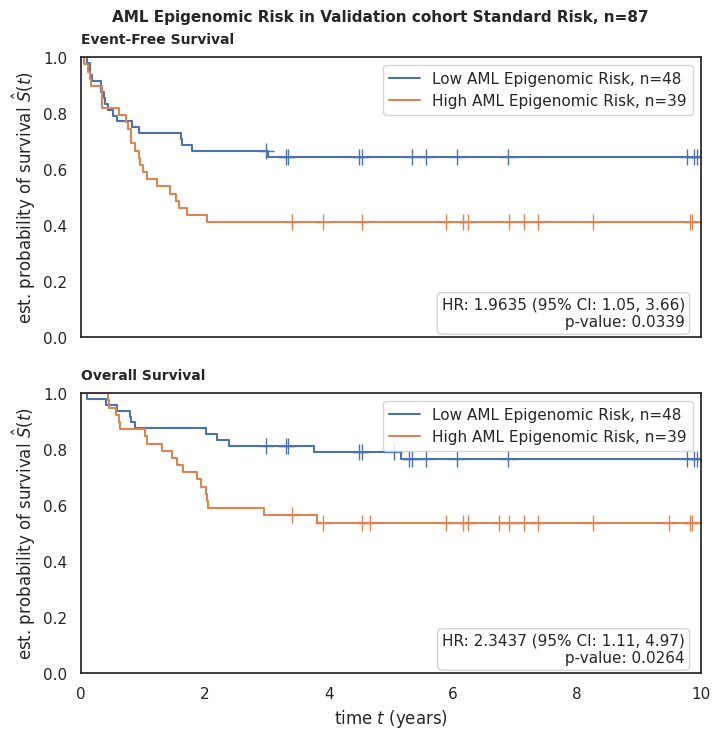 AML Epigenomic Risk in Validation cohort Standard Risk, n=87
Event-Free Survival
est. probability of survival Ŝ(t)
1.0
0.8
0.6
0.4
0.2
0.0
Low AML Epigenomic Risk, n=48
High AML Epigenomic Risk, n=39
HR: 1.9635 (95% CI: 1.05, 3.66)
p-value: 0.0339
Overall Survival
est. probability of survival Ŝ(t)
1.0
0.8
0.6
0.4
0.2
0.0
Low AML Epigenomic Risk, n=48
High AML Epigenomic Risk, n=39
HR: 2.3437 (95% CI: 1.11, 4.97)
p-value: 0.0264
0 2 4 6 8 10
time t (years)